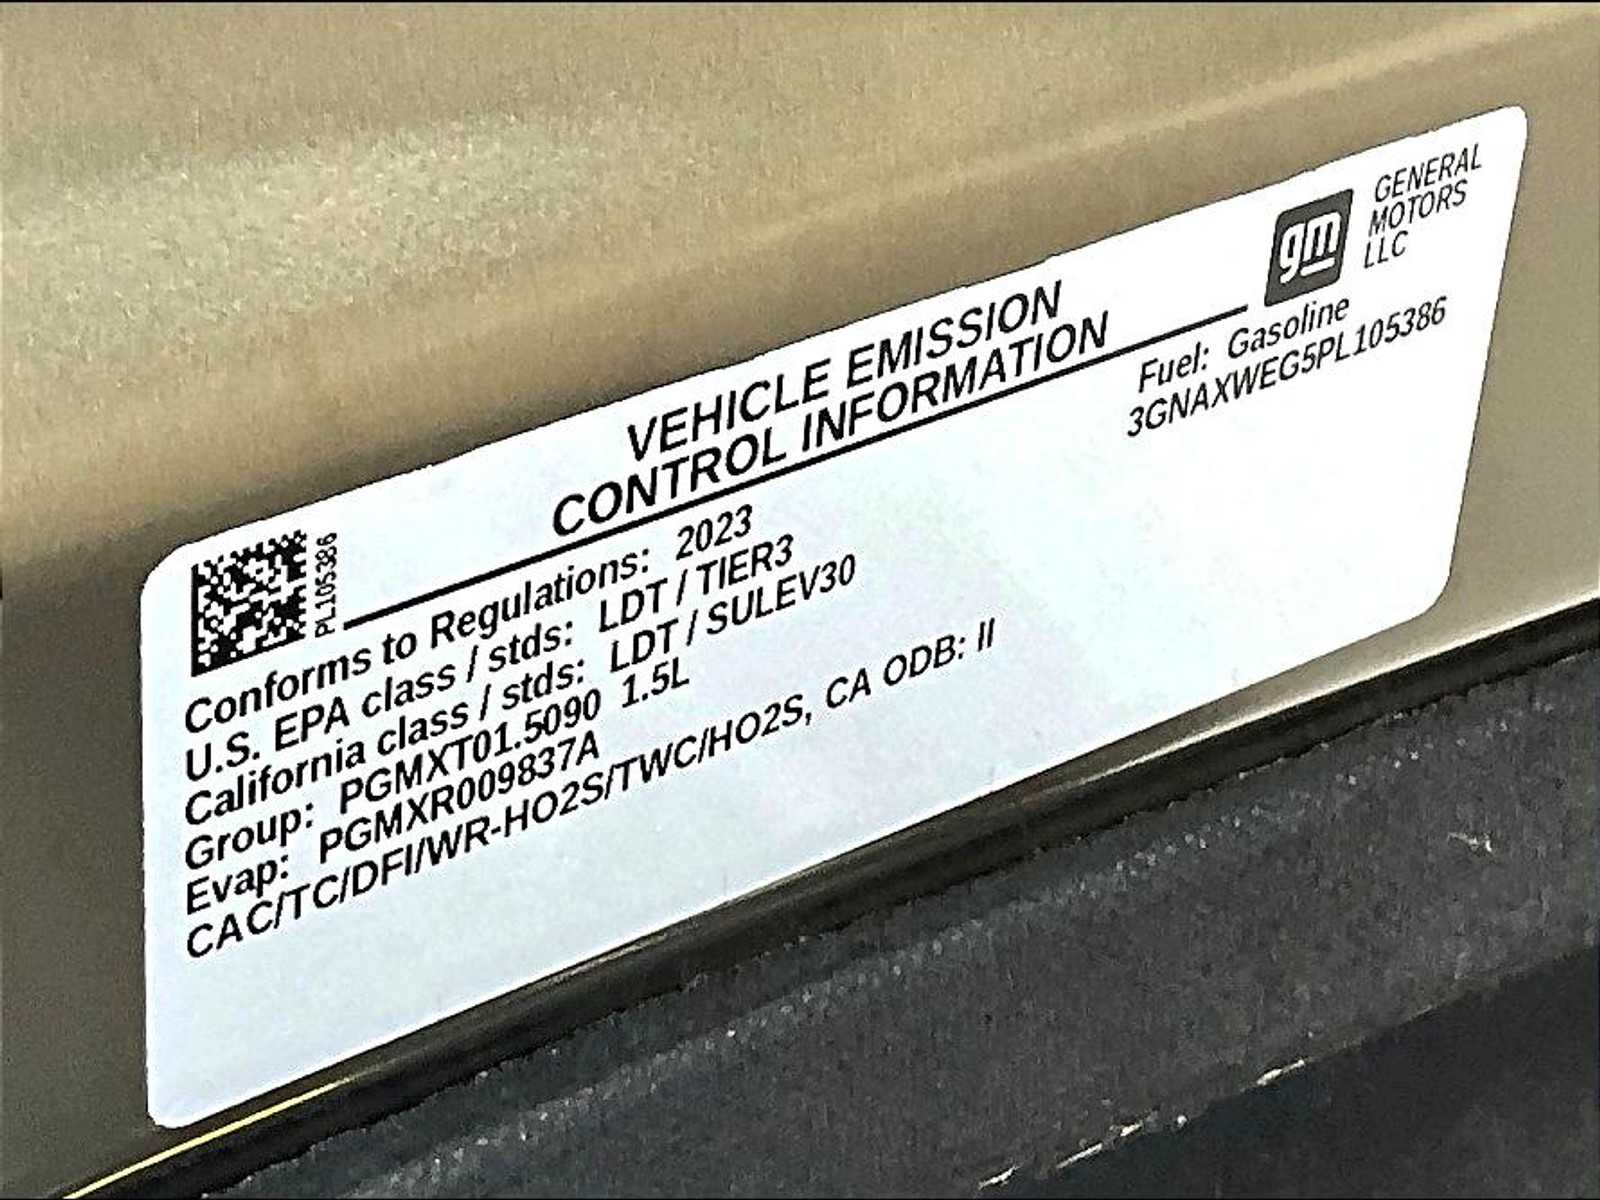 gm
GENERAL
MOTORS
LLC
VEHICLE EMISSION
CONTROL INFORMATION
PL105386
Fuel: Gasoline
3GNAXWEG5PL105386
Conforms to Regulations: 2023
U.S. EPA class / stds: LDT / TIER3
California class / stds: LDT / SULEV30
Group: PGMXT01.5090 1.5L
Evap: PGMXR009837A
CAC/TC/DFI/WR-HO2S/TWC/HO2S, CA ODB: II